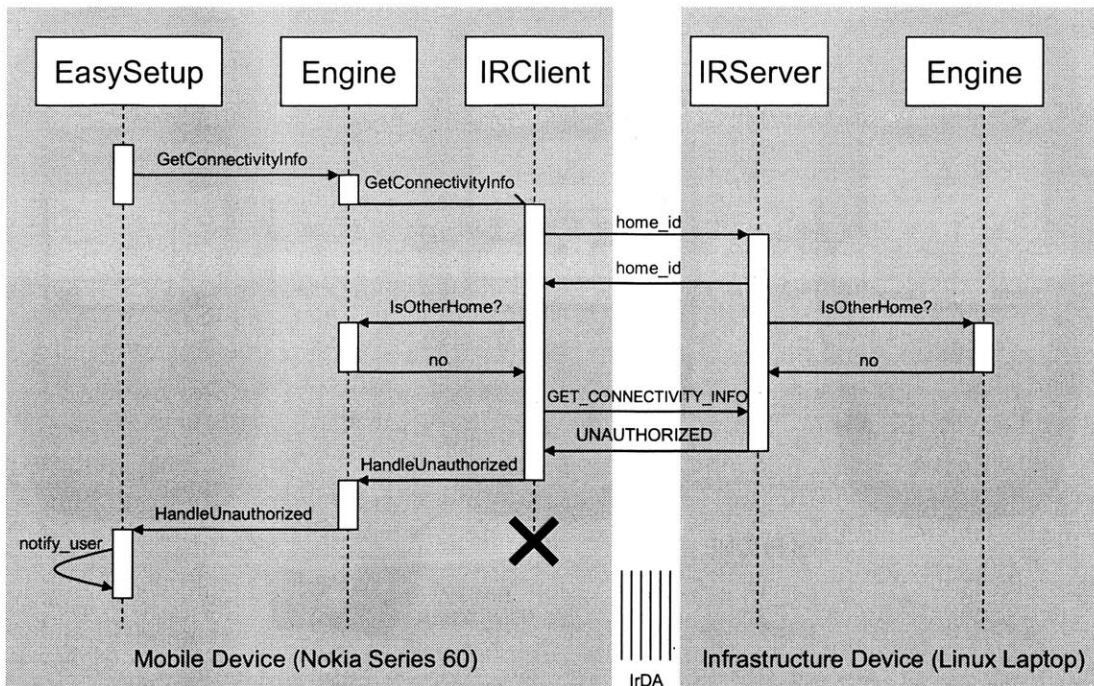 EasySetup
Engine
IRClient
IRServer
Engine
GetConnectivityInfo
GetConnectivityInfo
home_id
home_id
IsOtherHome?
IsOtherHome?
no
no
GET_CONNECTIVITY_INFO
UNAUTHORIZED
HandleUnauthorized
HandleUnauthorized
notify_user
Mobile Device (Nokia Series 60)
Infrastructure Device (Linux Laptop)
IrDA